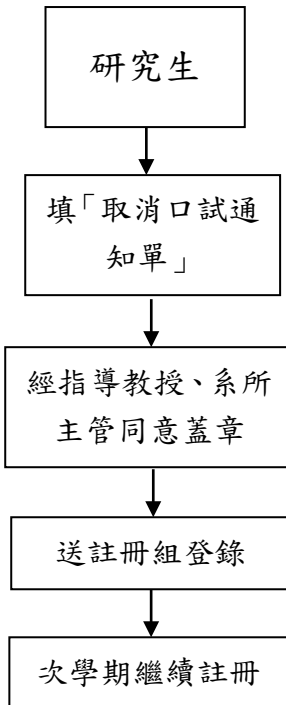 研究生
填「取消口試通
知單」
經指導教授、系所
主管同意蓋章
送註冊組登錄
次學期繼續註冊